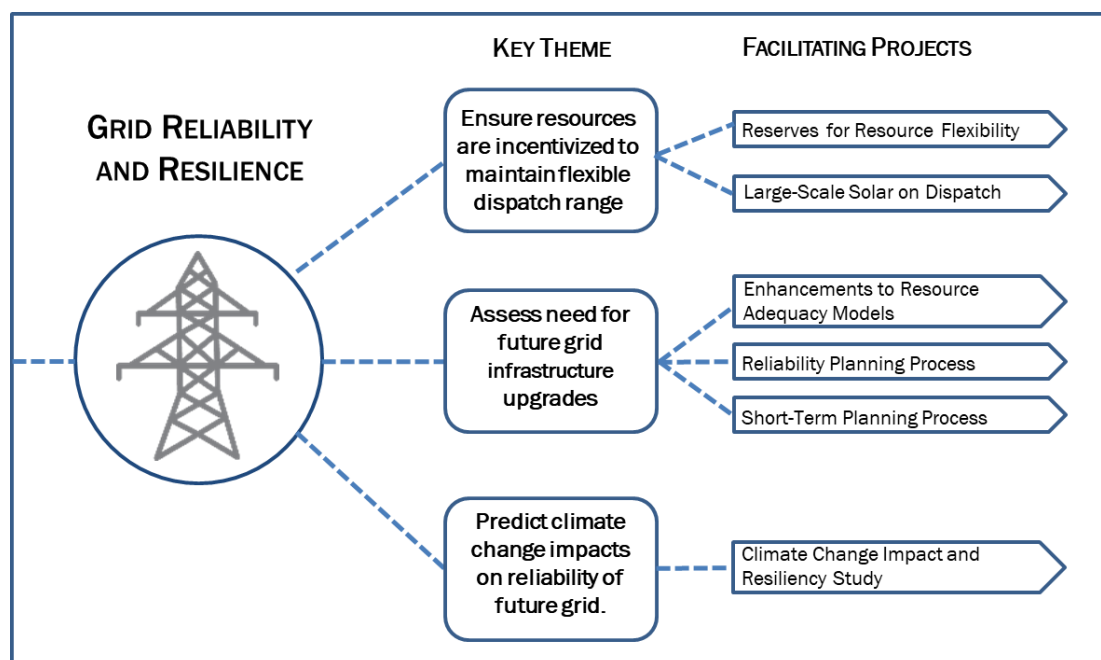 KEY THEME
FACILITATING PROJECTS
GRID RELIABILITY
AND RESILIENCE
Ensure resources
are incentivized to
maintain flexible
dispatch range
Reserves for Resource Flexibility
Large-Scale Solar on Dispatch
Assess need for
future grid
infrastructure
upgrades
Enhancements to Resource
Adequacy Models
Reliability Planning Process
Short-Term Planning Process
Predict climate
change impacts
on reliability of
future grid.
Climate Change Impact and
Resiliency Study